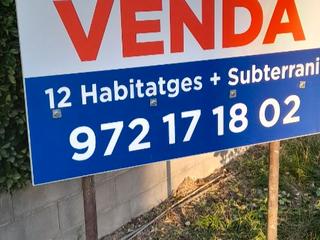 VENDA
12 Habitatges + Subterrani
972 17 18 02